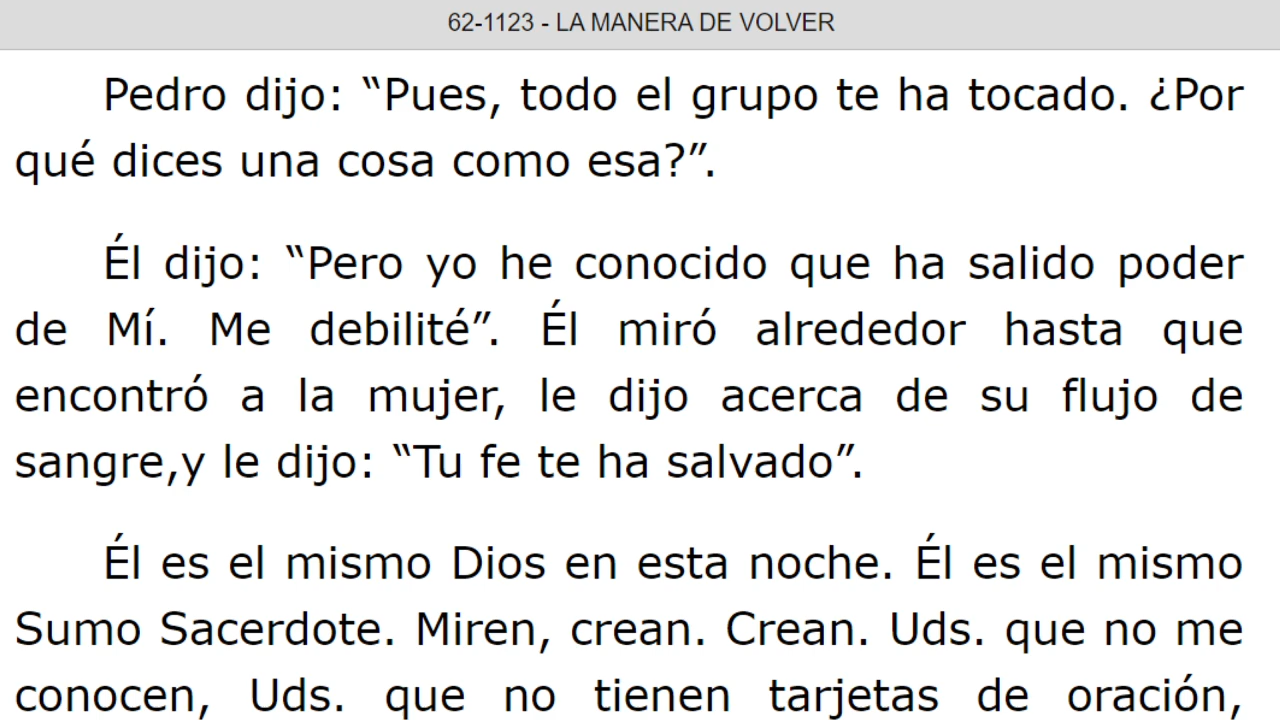 62-1123 - LA MANERA DE VOLVER
Pedro dijo: “Pues, todo el grupo te ha tocado. ¿Por
qué dices una cosa como esa?”.
Él dijo: “Pero yo he conocido que ha salido poder
de Mí. Me debilité”. Él miró alrededor hasta que
encontró a la mujer, le dijo acerca de su flujo de
sangre,y le dijo: “Tu fe te ha salvado”.
Él es el mismo Dios en esta noche. Él es el mismo
Sumo Sacerdote. Miren, crean. Crean. Uds. que no me
conocen, Uds. que no tienen tarjetas de oración,